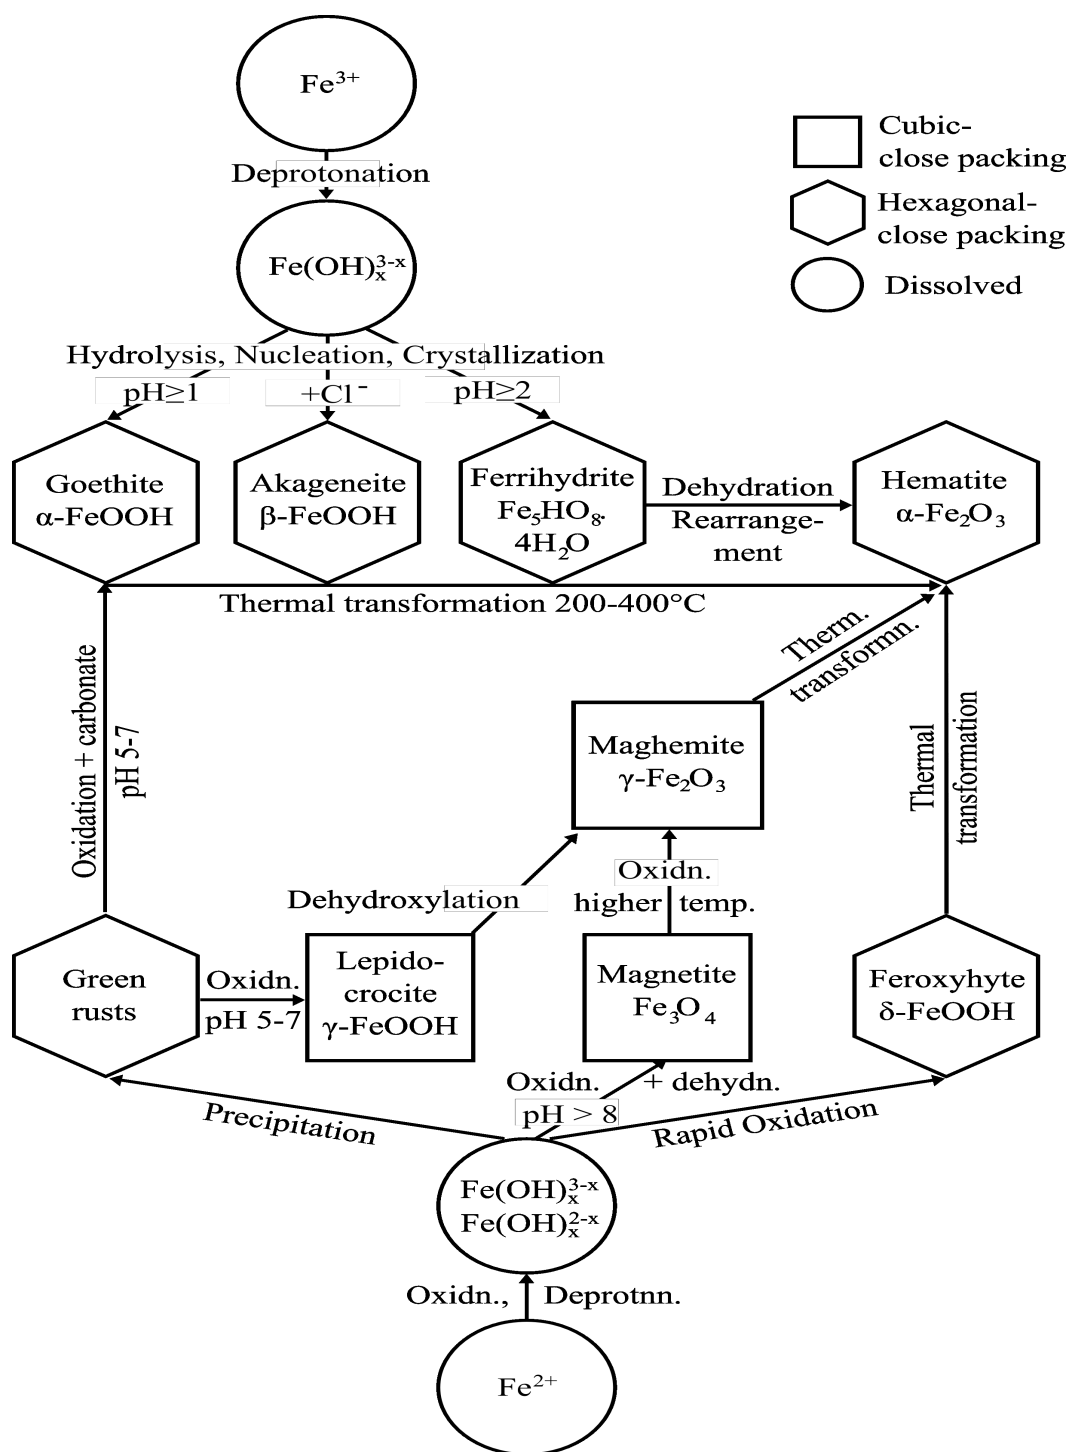 Fe³⁺
Deprotonation
Fe(OH)ₓ³⁻ˣ
Cubic-
close packing
Hexagonal-
close packing
Dissolved
Hydrolysis, Nucleation, Crystallization
pH≥1
+Cl⁻
pH≥2
Goethite
α-FeOOH
Akageneite
β-FeOOH
Ferrihydrite
Fe₅HO₈.
4H₂O
Dehydration
Rearrange-
ment
Hematite
α-Fe₂O₃
Thermal transformation 200-400°C
Oxidation + carbonate
pH 5-7
Therm.
transformn.
Maghemite
γ-Fe₂O₃
Thermal
transformation
Dehydroxylation
Oxidn.
higher temp.
Green
rusts
Oxidn.
pH 5-7
Lepido-
crocite
γ-FeOOH
Magnetite
Fe₃O₄
Feroxyhyte
δ-FeOOH
Precipitation
Oxidn. + dehydn.
pH > 8
Rapid Oxidation
Fe(OH)ₓ³⁻ˣ
Fe(OH)ₓ²⁻ˣ
Oxidn., Deprotnn.
Fe²⁺